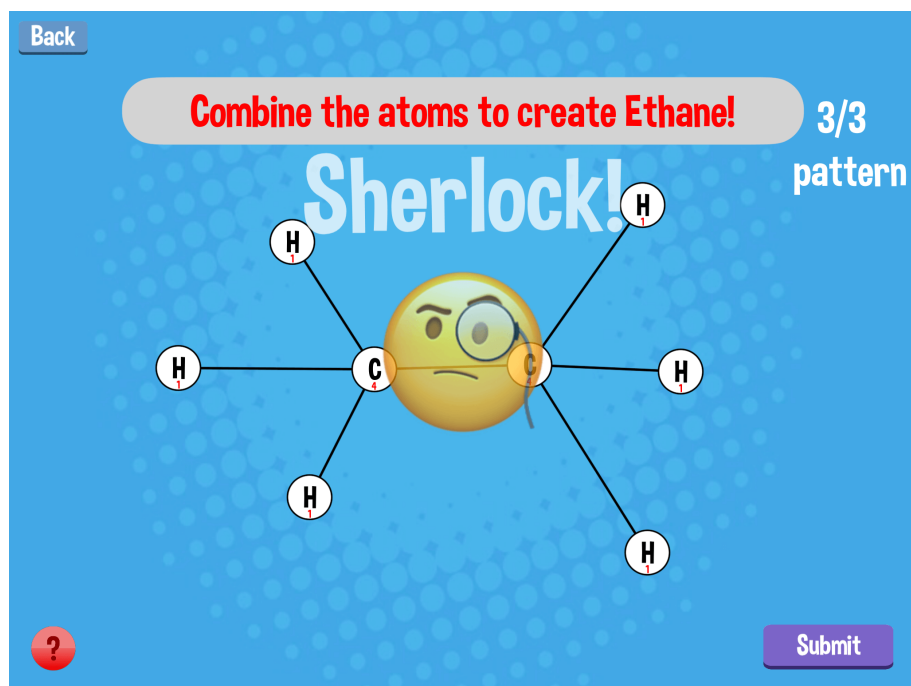 Back
Combine the atoms to create Ethane!
3/3
pattern
Sherlock!
H
1
H
1
H
1
C
4
C
H
1
H
1
H
1
?
Submit